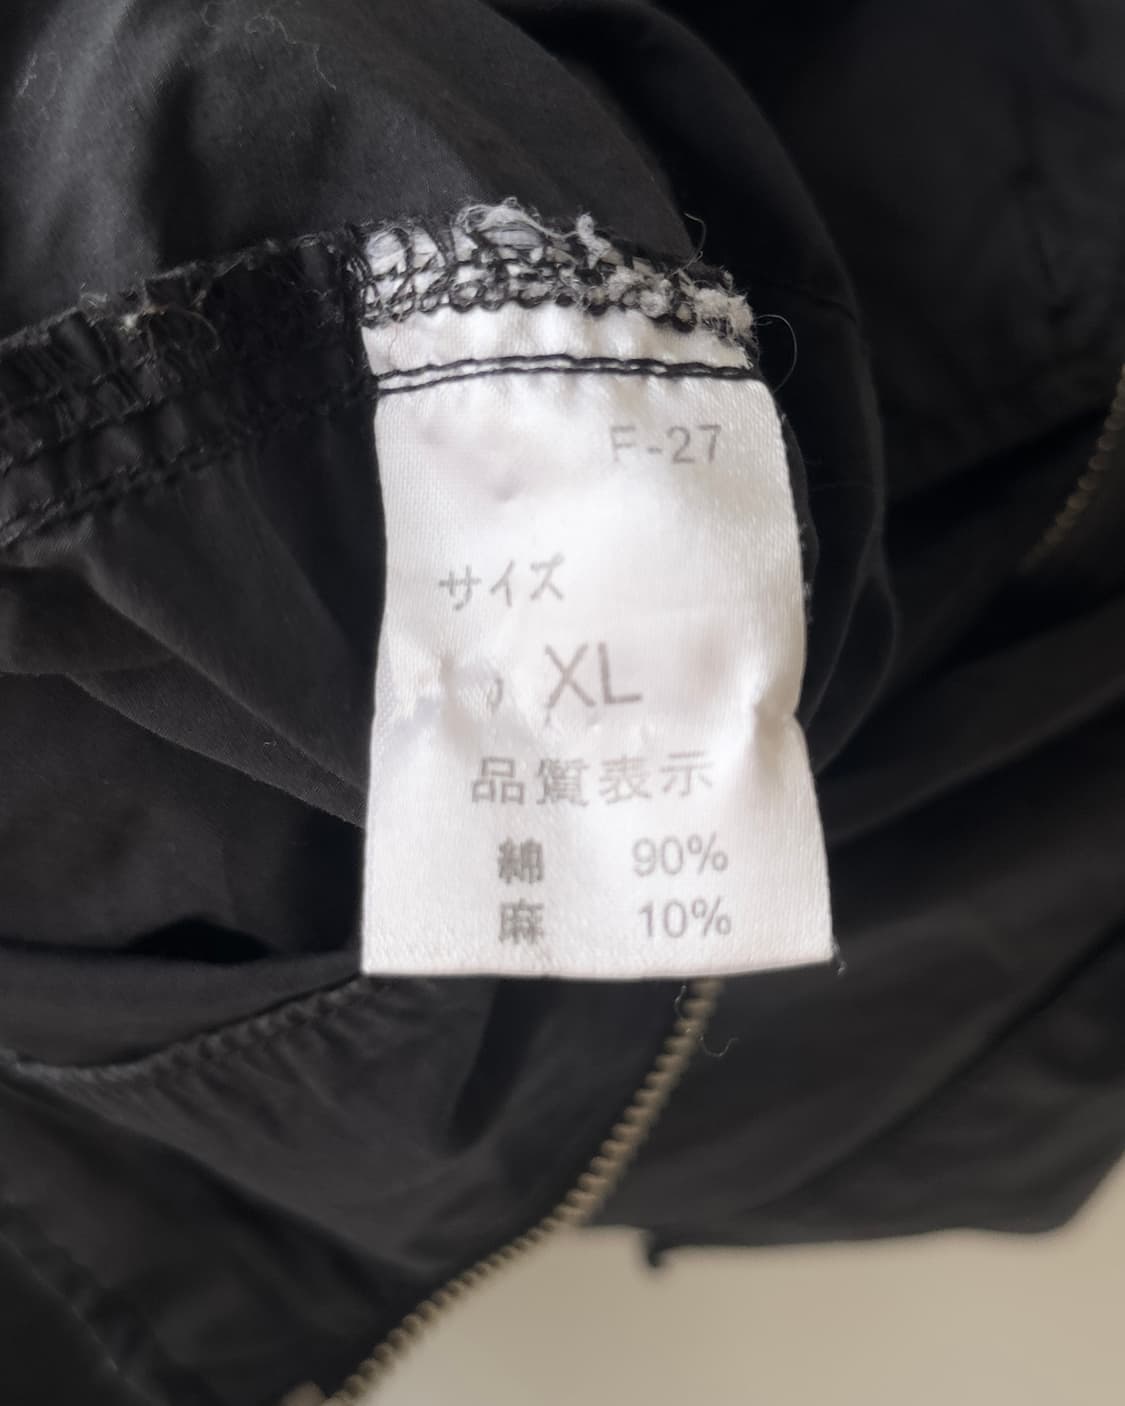 F-27
サイズ
XL
品質表示
綿 90%
麻 10%